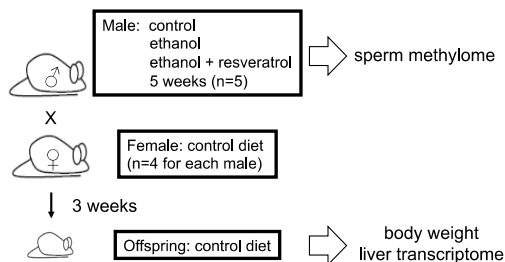 Male: control
ethanol
ethanol + resveratrol
5 weeks (n=5)
sperm methylome
♂
X
♀
Female: control diet
(n=4 for each male)
3 weeks
Offspring: control diet
body weight
liver transcriptome